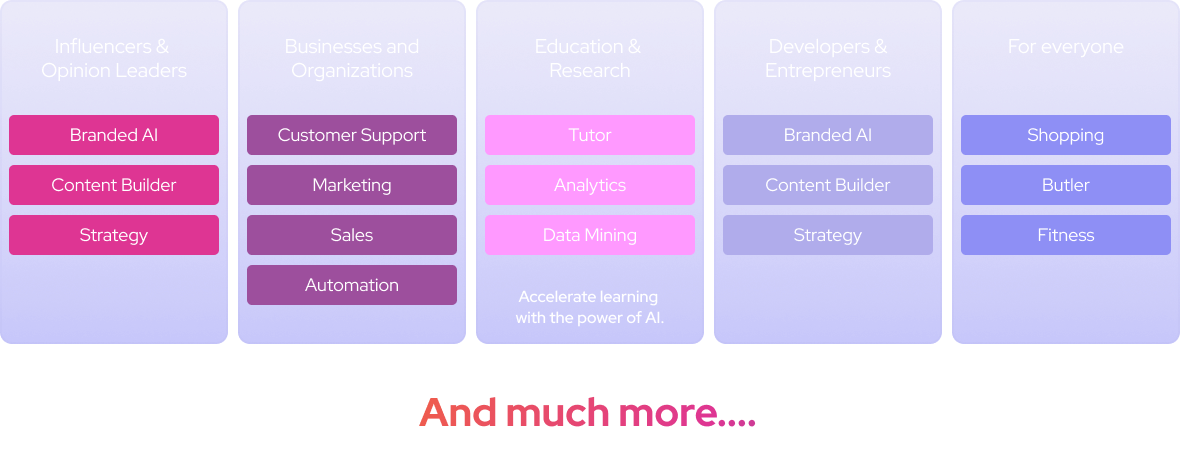 Influencers &
Opinion Leaders
Branded AI
Content Builder
Strategy
Businesses and
Organizations
Customer Support
Marketing
Sales
Automation
Education &
Research
Tutor
Analytics
Data Mining
Accelerate learning
with the power of AI.
Developers &
Entrepreneurs
Branded AI
Content Builder
Strategy
For everyone
Shopping
Butler
Fitness
And much more....